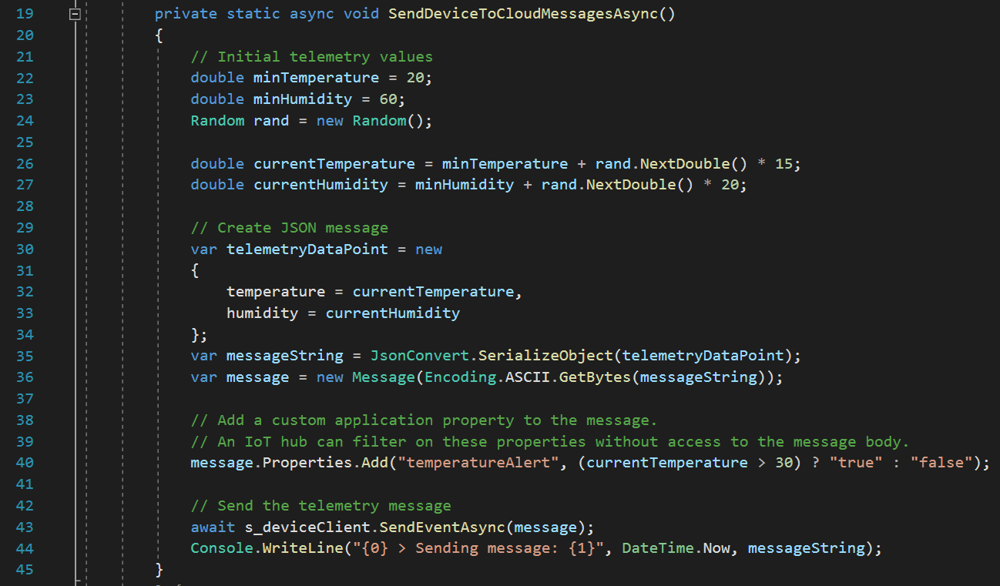 19 private static async void SendDeviceToCloudMessagesAsync()
20 {
21 // Initial telemetry values
22 double minTemperature = 20;
23 double minHumidity = 60;
24 Random rand = new Random();
25
26 double currentTemperature = minTemperature + rand.NextDouble() * 15;
27 double currentHumidity = minHumidity + rand.NextDouble() * 20;
28
29 // Create JSON message
30 var telemetryDataPoint = new
31 {
32 temperature = currentTemperature,
33 humidity = currentHumidity
34 };
35 var messageString = JsonConvert.SerializeObject(telemetryDataPoint);
36 var message = new Message(Encoding.ASCII.GetBytes(messageString));
37
38 // Add a custom application property to the message.
39 // An IoT hub can filter on these properties without access to the message body.
40 message.Properties.Add("temperatureAlert", (currentTemperature > 30) ? "true" : "false");
41
42 // Send the telemetry message
43 await s_deviceClient.SendEventAsync(message);
44 Console.WriteLine("{0} > Sending message: {1}", DateTime.Now, messageString);
45 }